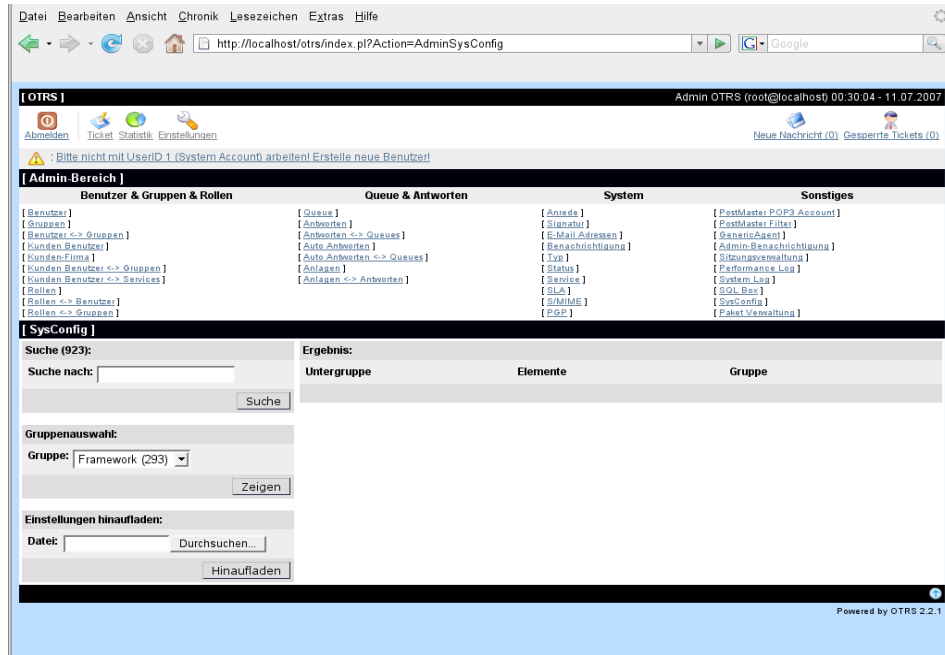 Datei Bearbeiten Ansicht Chronik Lesezeichen Extras Hilfe
http://localhost/otrs/index.pl?Action=AdminSysConfig
G Google
[ OTRS ] Admin OTRS (root@localhost) 00:30:04 - 11.07.2007
Abmelden Ticket Statistik Einstellungen Neue Nachricht (0) Gesperrte Tickets (0)
: Bitte nicht mit UserID 1 (System Account) arbeiten! Erstelle neue Benutzer!
[ Admin-Bereich ]
Benutzer & Gruppen & Rollen Queue & Antworten System Sonstiges
[ Benutzer ] [ Queue ] [ Anrede ] [ PostMaster POP3 Account ]
[ Gruppen ] [ Antworten ] [ Signatur ] [ PostMaster Filter ]
[ Benutzer <-> Gruppen ] [ Antworten <-> Queues ] [ E-Mail Adressen ] [ GenericAgent ]
[ Kunden Benutzer ] [ Auto Antworten ] [ Benachrichtigung ] [ Admin-Benachrichtigung ]
[ Kunden-Firma ] [ Auto Antworten <-> Queues ] [ Typ ] [ Sitzungsverwaltung ]
[ Kunden Benutzer <-> Gruppen ] [ Anlagen ] [ Status ] [ Performance Log ]
[ Kunden Benutzer <-> Services ] [ Anlagen <-> Antworten ] [ Service ] [ System Log ]
[ Rollen ] [ SLA ] [ SQL Box ]
[ Rollen <-> Benutzer ] [ S/MIME ] [ SysConfig ]
[ Rollen <-> Gruppen ] [ PGP ] [ Paket Verwaltung ]
[ SysConfig ]
Suche (923): Ergebnis:
Suche nach: Untergruppe Elemente Gruppe
Suche
Gruppenauswahl:
Gruppe: Framework (293)
Zeigen
Einstellungen hinaufladen:
Datei: Durchsuchen...
Hinaufladen
Powered by OTRS 2.2.1